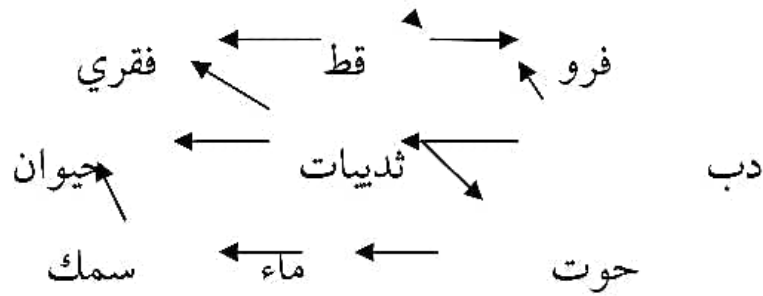 فرو قط فقري
دب ثدييات حيوان
حوت ماء سمك